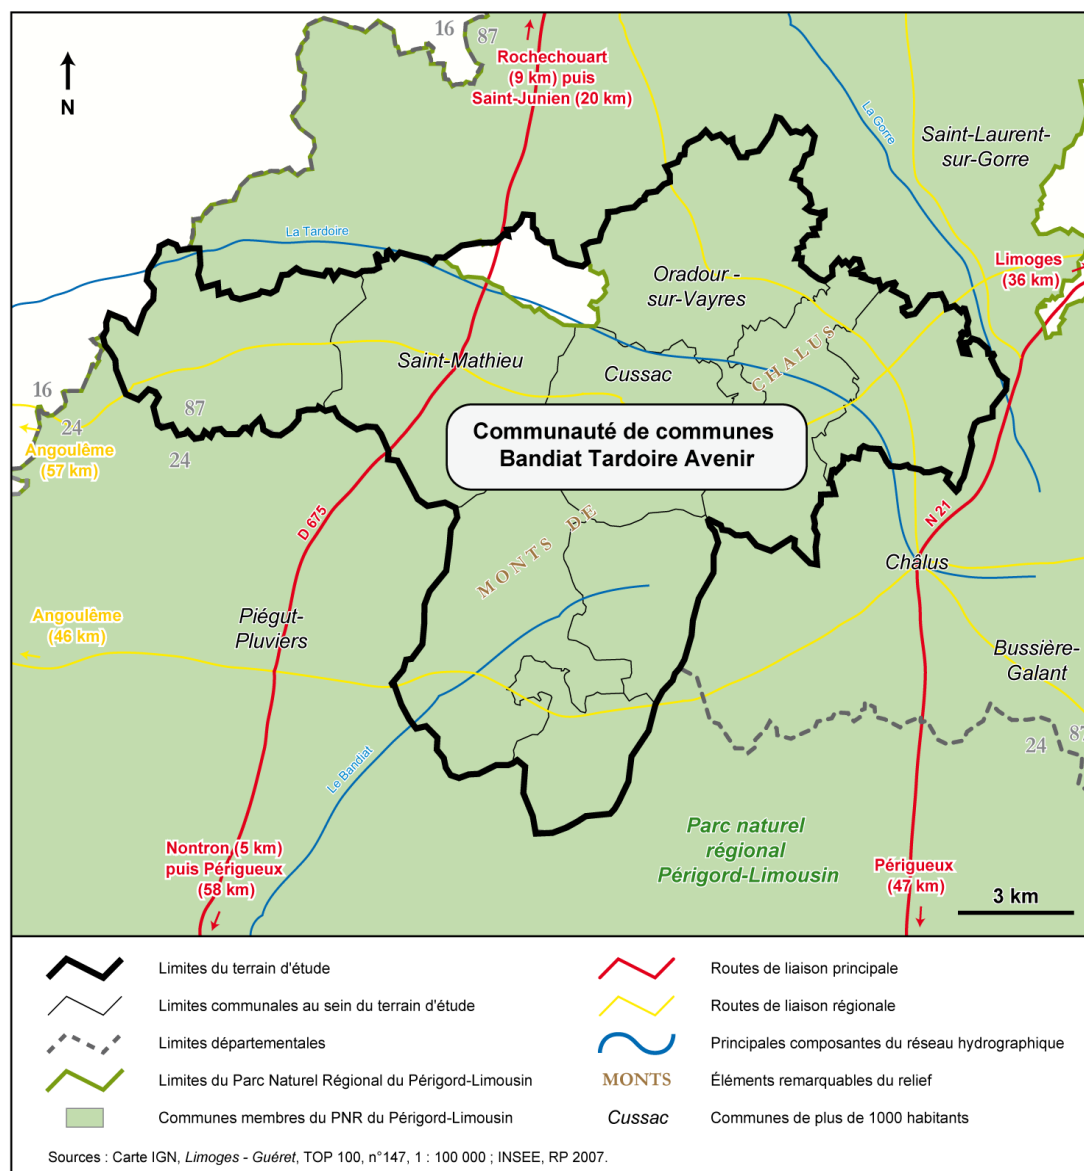 16
87
N
Rochechouart
(9 km) puis
Saint-Junien (20 km)
La Gorre
Saint-Laurent-
sur-Gorre
La Tardoire
Limoges
(36 km)
Oradour -
sur-Vayres
Saint-Mathieu
Cussac
CHALUS
16
24
87
24
Angoulême
(57 km)
Communauté de communes
Bandiat Tardoire Avenir
D 675
MONTS DE
N 21
Châlus
Angoulême
(46 km)
Piégut-
Pluviers
Bussière-
Galant
24
87
Le Bandiat
Parc naturel
régional
Périgord-Limousin
Nontron (5 km)
puis Périgueux
(58 km)
Périgueux
(47 km)
3 km
Limites du terrain d'étude
Limites communales au sein du terrain d'étude
Limites départementales
Limites du Parc Naturel Régional du Périgord-Limousin
Communes membres du PNR du Périgord-Limousin
Routes de liaison principale
Routes de liaison régionale
Principales composantes du réseau hydrographique
MONTS
Éléments remarquables du relief
Cussac
Communes de plus de 1000 habitants
Sources : Carte IGN, Limoges - Guéret, TOP 100, n°147, 1 : 100 000 ; INSEE, RP 2007.